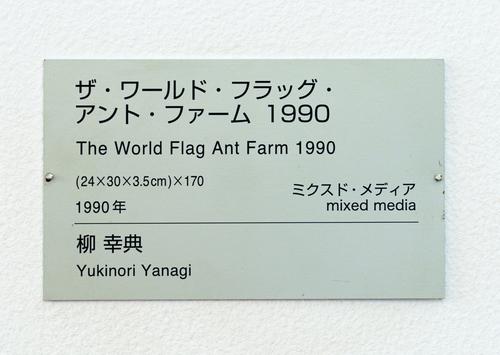 ザ・ワールド・フラッグ・
アント・ファーム 1990
The World Flag Ant Farm 1990
(24×30×3.5cm)×170
1990年
ミクスド・メディア
mixed media
柳 幸典
Yukinori Yanagi